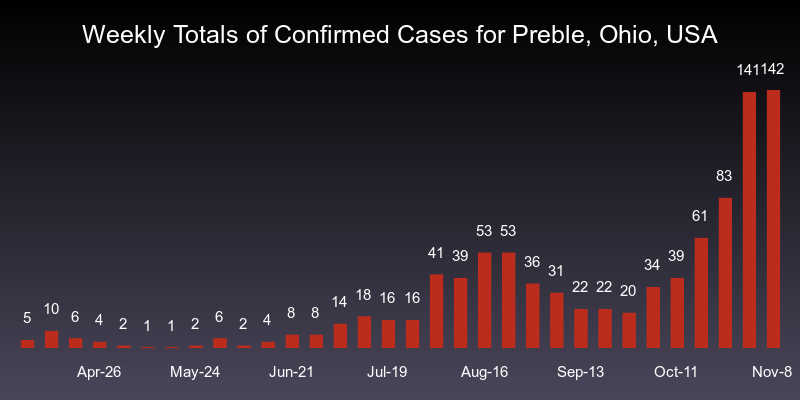 Weekly Totals of Confirmed Cases for Preble, Ohio, USA
5 10 6 4 2 1 1 2 6 2 4 8 8 14 18 16 16 41 39 53 53 36 31 22 22 20 34 39 61 83 141 142
Apr-26 May-24 Jun-21 Jul-19 Aug-16 Sep-13 Oct-11 Nov-8